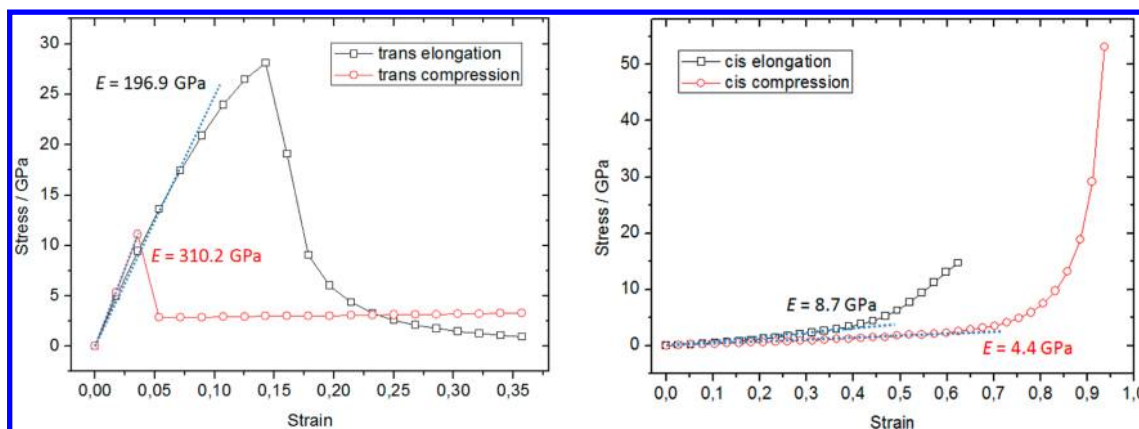 trans elongation
trans compression
E = 196.9 GPa
E = 310.2 GPa
Stress / GPa
30
25
20
15
10
5
0
0,00 0,05 0,10 0,15 0,20 0,25 0,30 0,35
Strain
cis elongation
cis compression
E = 8.7 GPa
E = 4.4 GPa
Stress / GPa
50
40
30
20
10
0
0,0 0,1 0,2 0,3 0,4 0,5 0,6 0,7 0,8 0,9 1,0
Strain